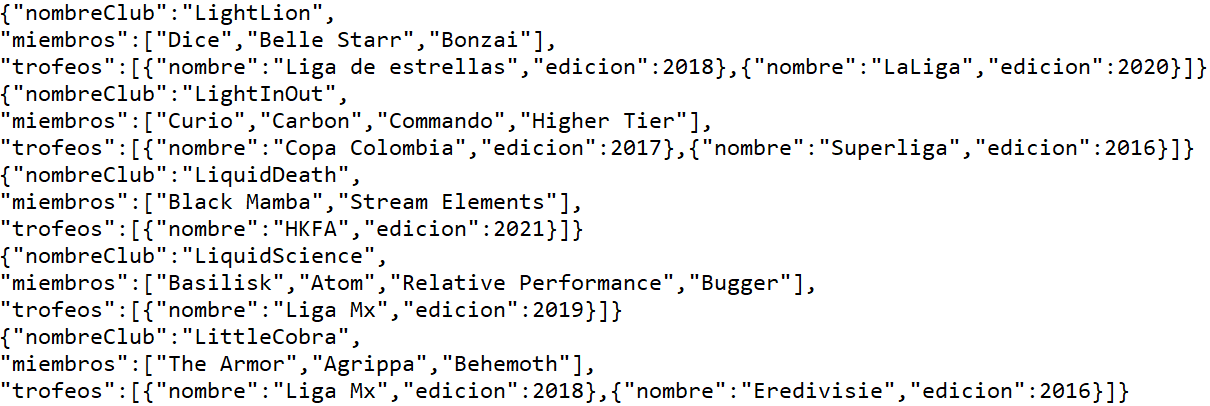 {"nombreClub":"LightLion",
"miembros":["Dice","Belle Starr","Bonzai"],
"trofeos":[{"nombre":"Liga de estrellas","edicion":2018},{"nombre":"LaLiga","edicion":2020}]}
{"nombreClub":"LightInOut",
"miembros":["Curio","Carbon","Commando","Higher Tier"],
"trofeos":[{"nombre":"Copa Colombia","edicion":2017},{"nombre":"Superliga","edicion":2016}]}
{"nombreClub":"LiquidDeath",
"miembros":["Black Mamba","Stream Elements"],
"trofeos":[{"nombre":"HKFA","edicion":2021}]}
{"nombreClub":"LiquidScience",
"miembros":["Basilisk","Atom","Relative Performance","Bugger"],
"trofeos":[{"nombre":"Liga Mx","edicion":2019}]}
{"nombreClub":"LittleCobra",
"miembros":["The Armor","Agrippa","Behemoth"],
"trofeos":[{"nombre":"Liga Mx","edicion":2018},{"nombre":"Eredivisie","edicion":2016}]}